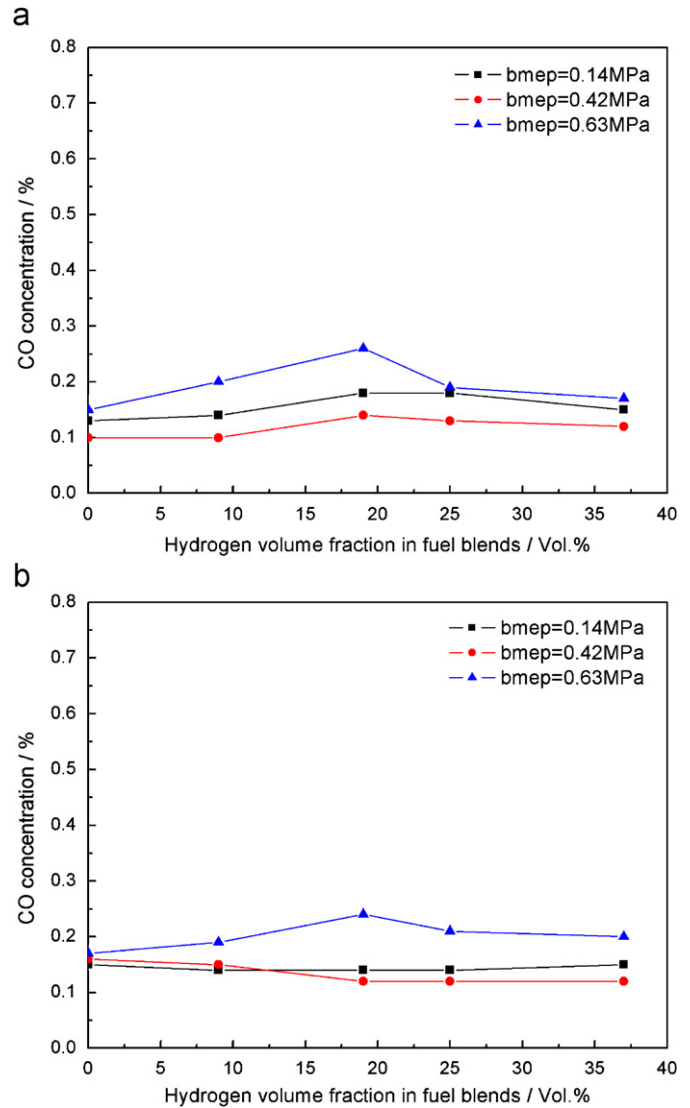 a
0.8
bmep=0.14MPa
bmep=0.42MPa
bmep=0.63MPa
0.7
0.6
0.5
0.4
0.3
0.2
0.1
0.0
CO concentration / %
0 5 10 15 20 25 30 35 40
Hydrogen volume fraction in fuel blends / Vol.%
b
0.8
bmep=0.14MPa
bmep=0.42MPa
bmep=0.63MPa
0.7
0.6
0.5
0.4
0.3
0.2
0.1
0.0
CO concentration / %
0 5 10 15 20 25 30 35 40
Hydrogen volume fraction in fuel blends / Vol.%